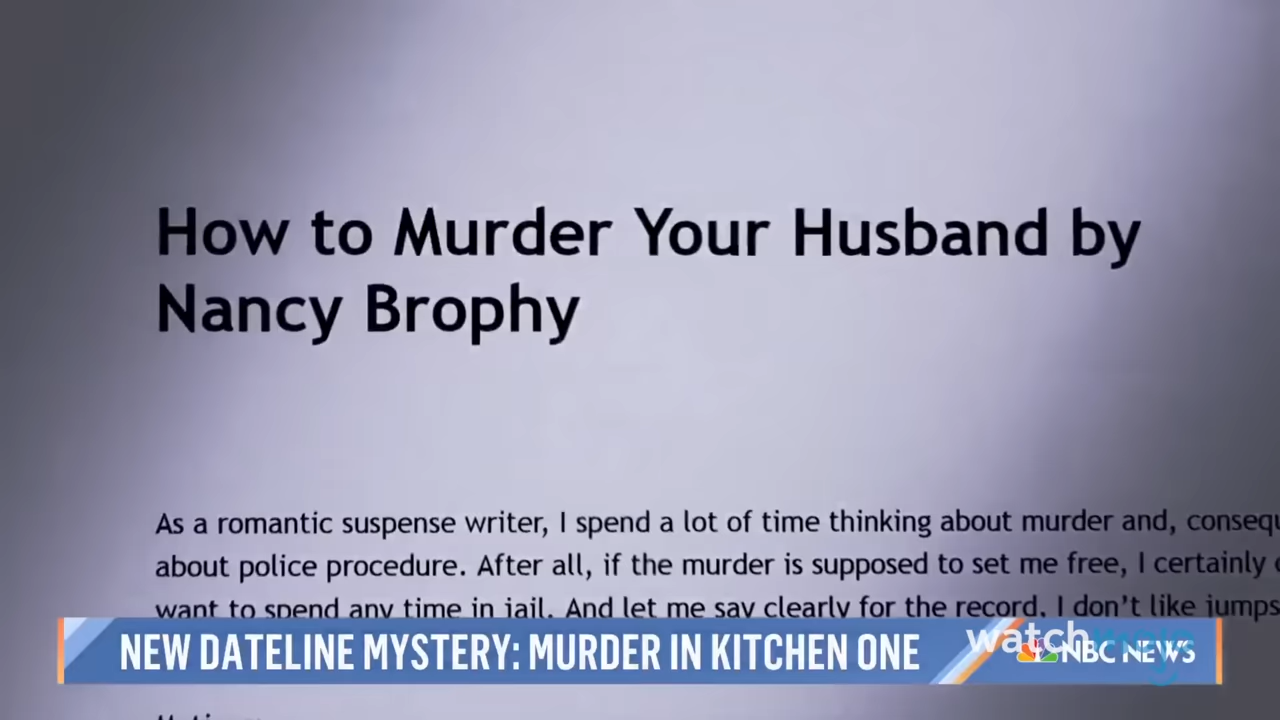 How to Murder Your Husband by
Nancy Brophy
As a romantic suspense writer, I spend a lot of time thinking about murder and, consequ
about police procedure. After all, if the murder is supposed to set me free, I certainly
want to spend any time in jail. And let me say clearly for the record, I don't like jumps
NEW DATELINE MYSTERY: MURDER IN KITCHEN ONE
watch
NBC NEWS